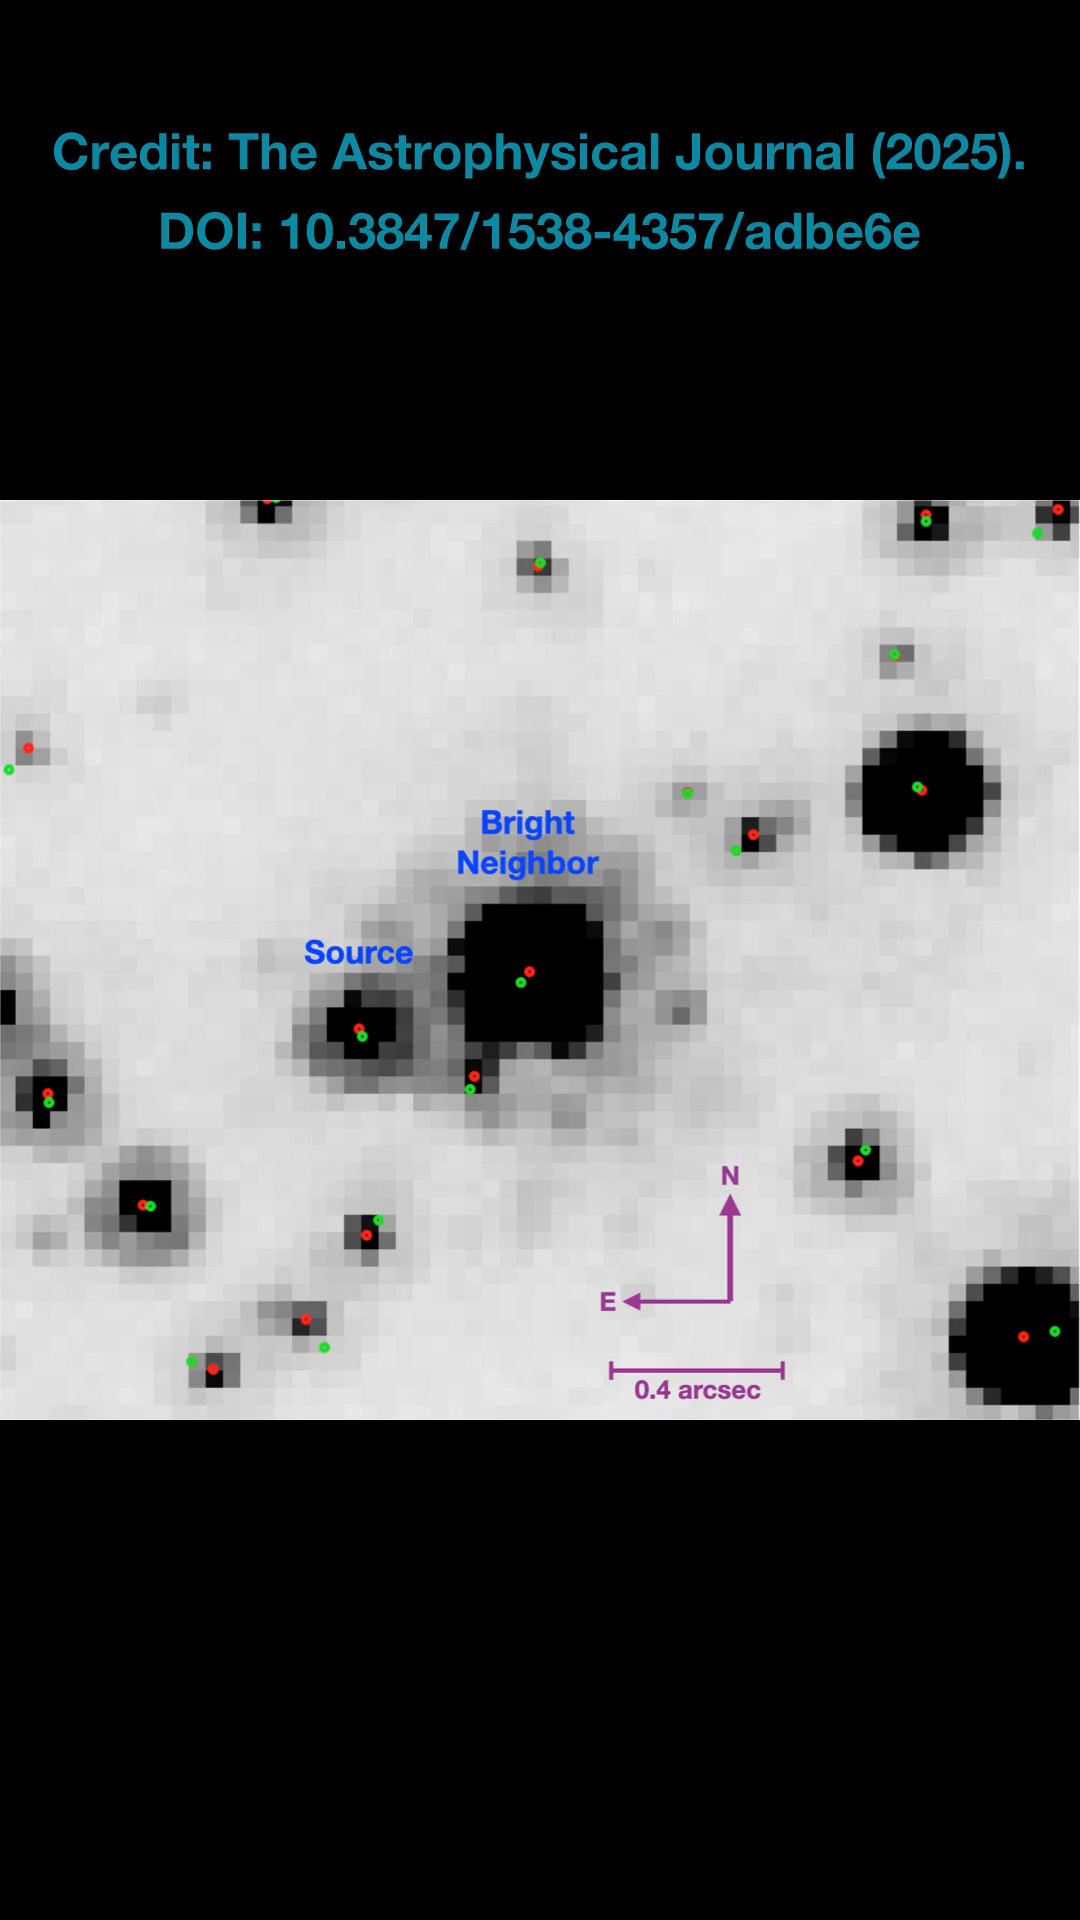 Credit: The Astrophysical Journal (2025).
DOI: 10.3847/1538-4357/adbe6e
Bright
Neighbor
Source
N
E
0.4 arcsec